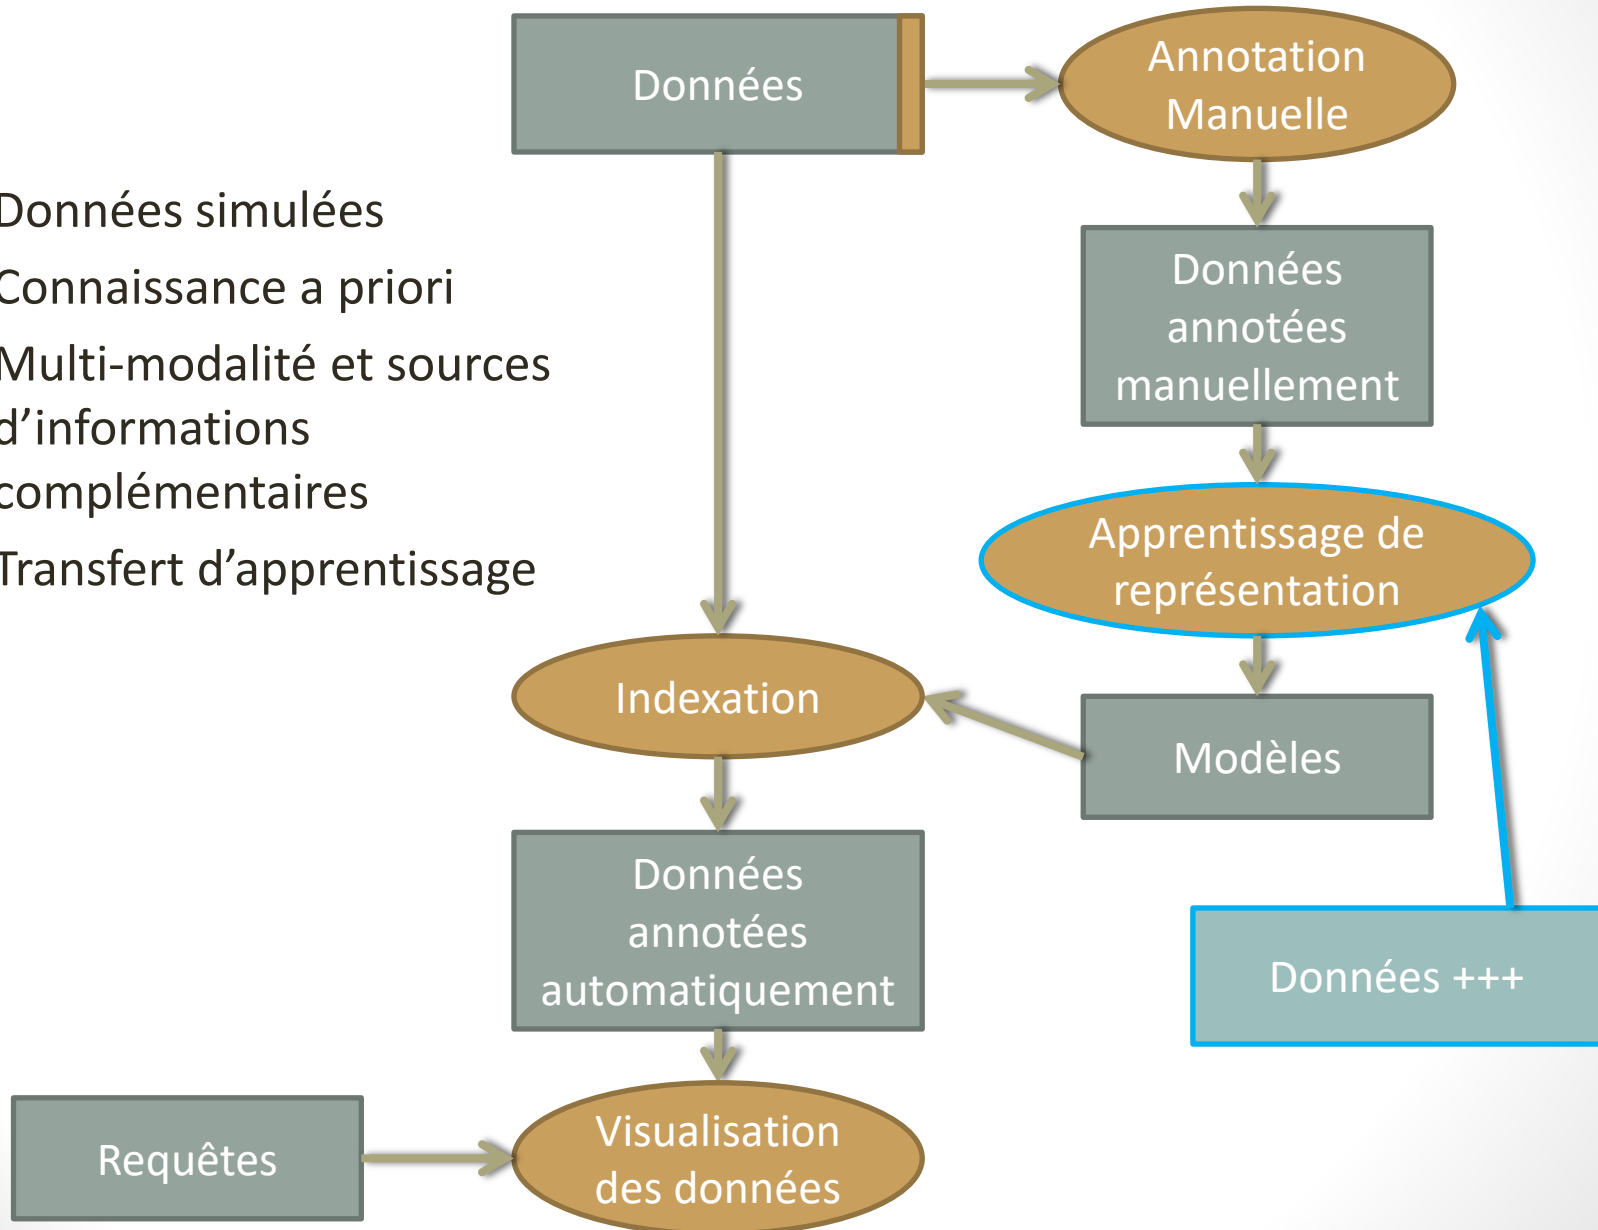 Données
Annotation
Manuelle
Données simulées
Connaissance a priori
Multi-modalité et sources
d’informations
complémentaires
Transfert d’apprentissage
Données
annotées
manuellement
Apprentissage de
représentation
Indexation
Modèles
Données
annotées
automatiquement
Données +++
Requêtes
Visualisation
des données